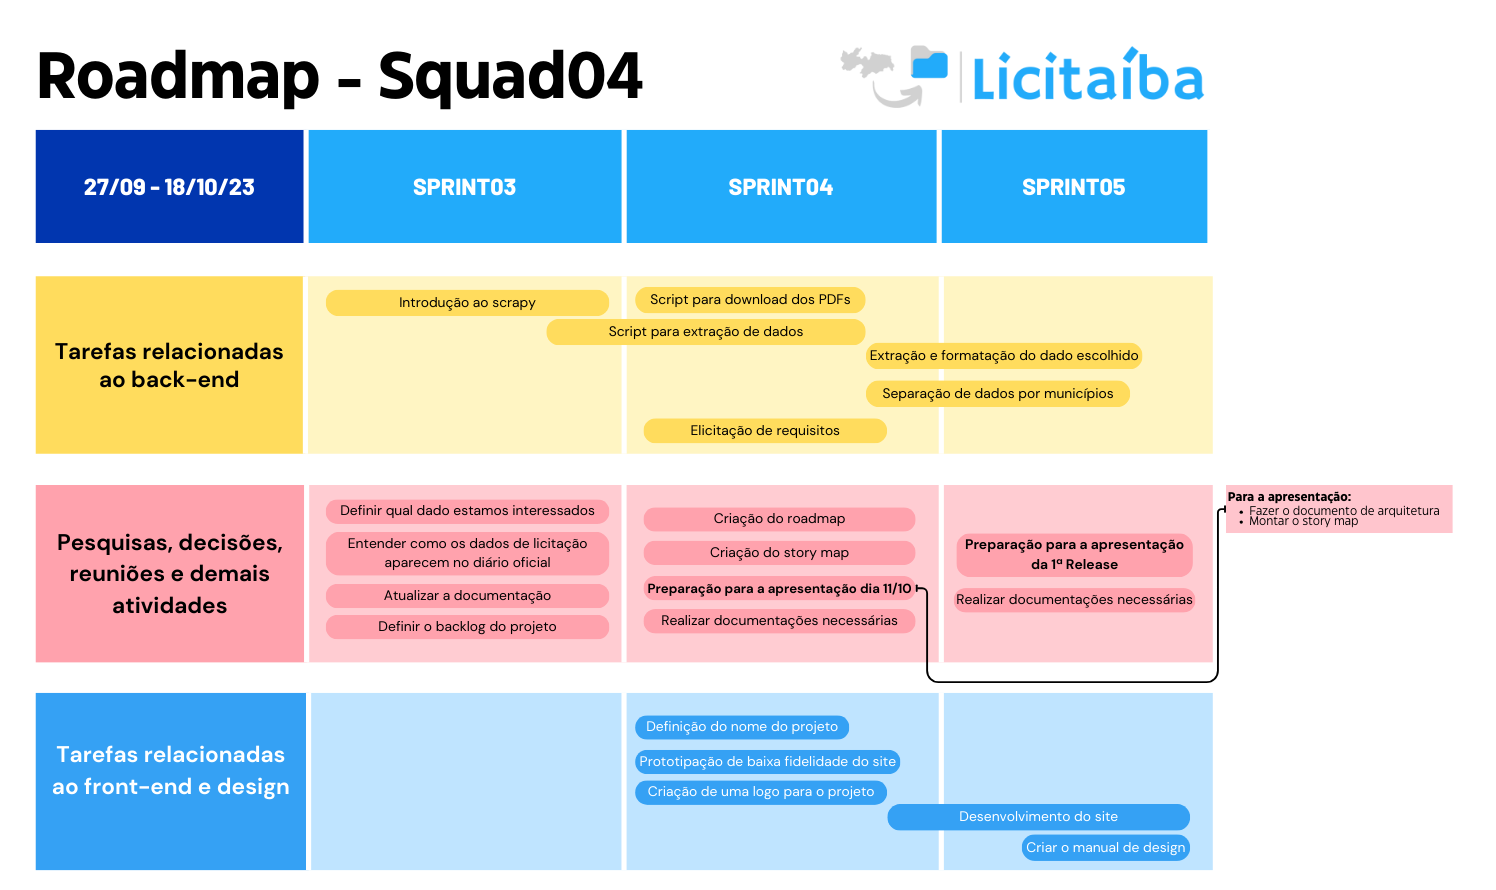 Roadmap - Squad04
Licitaíba
27/09 - 18/10/23
SPRINT03
SPRINT04
SPRINT05
Tarefas relacionadas
ao back-end
Introdução ao scrapy
Script para download dos PDFs
Script para extração de dados
Extração e formatação do dado escolhido
Separação de dados por municípios
Elicitação de requisitos
Pesquisas, decisões,
reuniões e demais
atividades
Definir qual dado estamos interessados
Entender como os dados de licitação
aparecem no diário oficial
Atualizar a documentação
Definir o backlog do projeto
Criação do roadmap
Criação do story map
Preparação para a apresentação dia 11/10
Realizar documentações necessárias
Preparação para a apresentação
da 1ª Release
Realizar documentações necessárias
Para a apresentação:
• Fazer o documento de arquitetura
• Montar o story map
Tarefas relacionadas
ao front-end e design
Definição do nome do projeto
Prototipação de baixa fidelidade do site
Criação de uma logo para o projeto
Desenvolvimento do site
Criar o manual de design